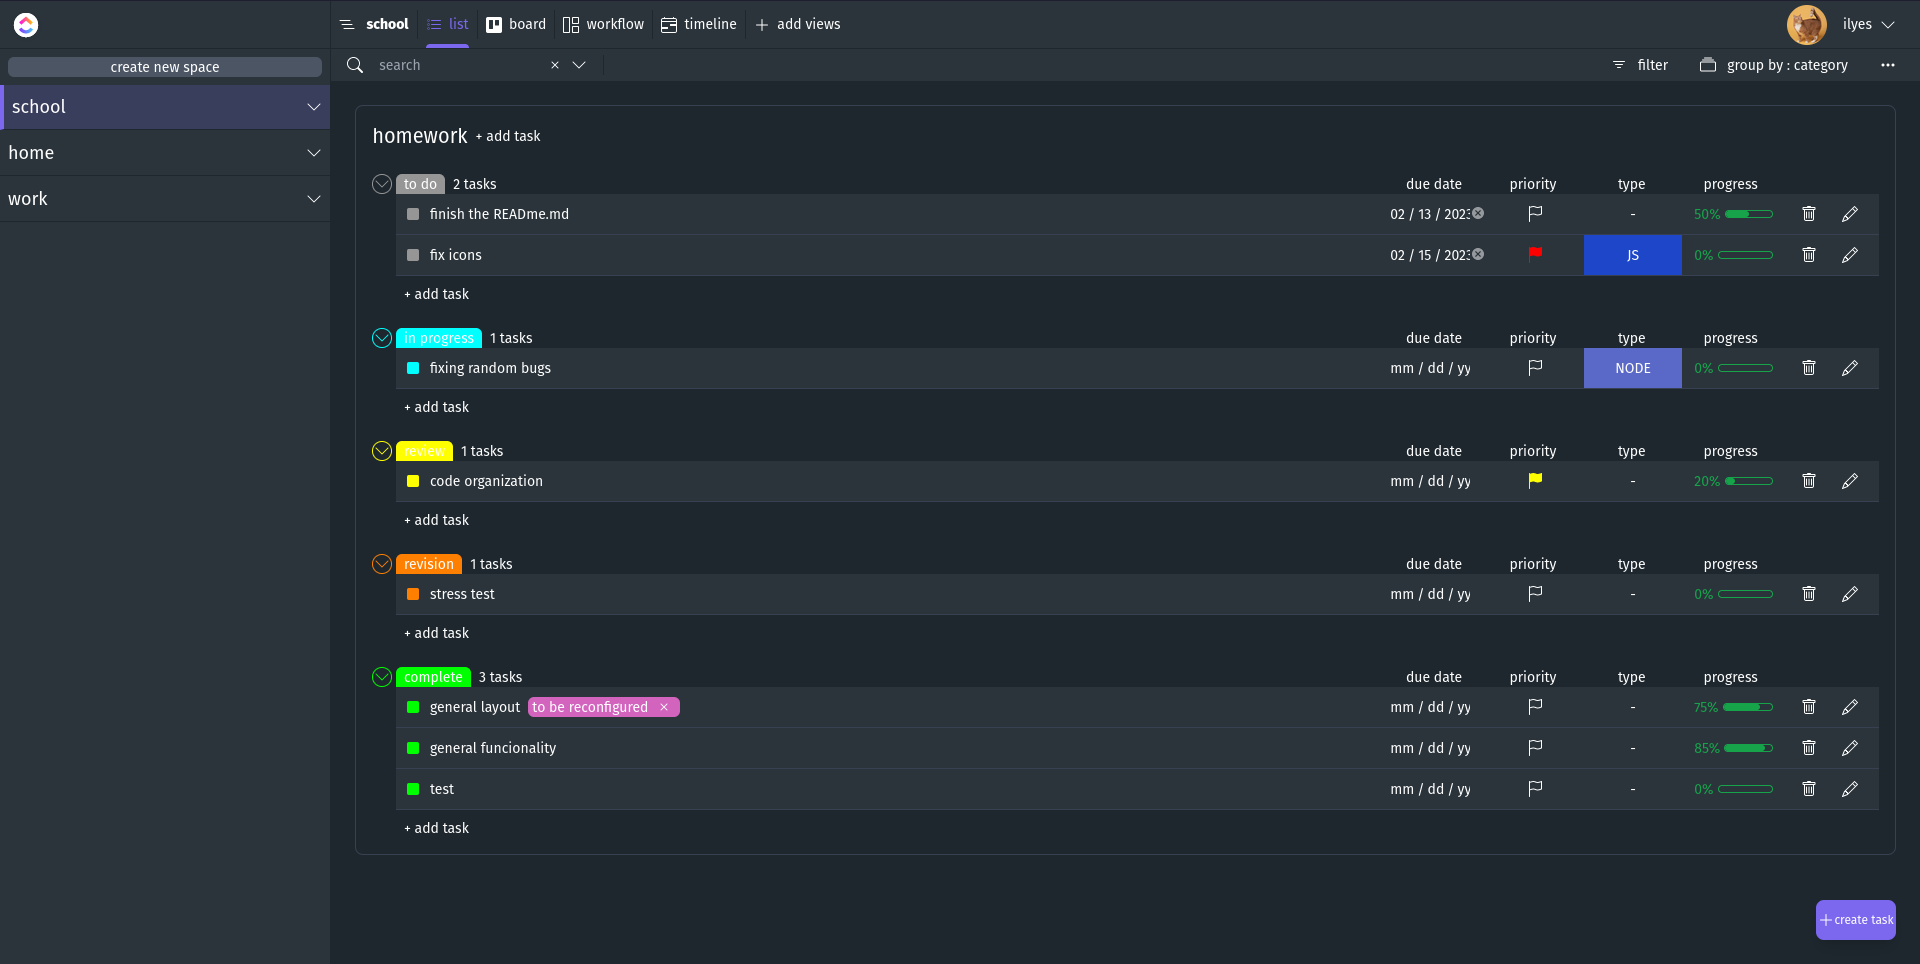 school list board workflow timeline + add views ilyes
create new space
search × filter group by : category ...
school
home
work
homework + add task
to do 2 tasks due date priority type progress
finish the READme.md 02 / 13 / 2023 - 50%
fix icons 02 / 15 / 2023 JS 0%
+ add task
in progress 1 tasks due date priority type progress
fixing random bugs mm / dd / yy NODE 0%
+ add task
review 1 tasks due date priority type progress
code organization mm / dd / yy - 20%
+ add task
revision 1 tasks due date priority type progress
stress test mm / dd / yy - 0%
+ add task
complete 3 tasks due date priority type progress
general layout to be reconfigured × mm / dd / yy - 75%
general funcionality mm / dd / yy - 85%
test mm / dd / yy - 0%
+ add task
+ create task